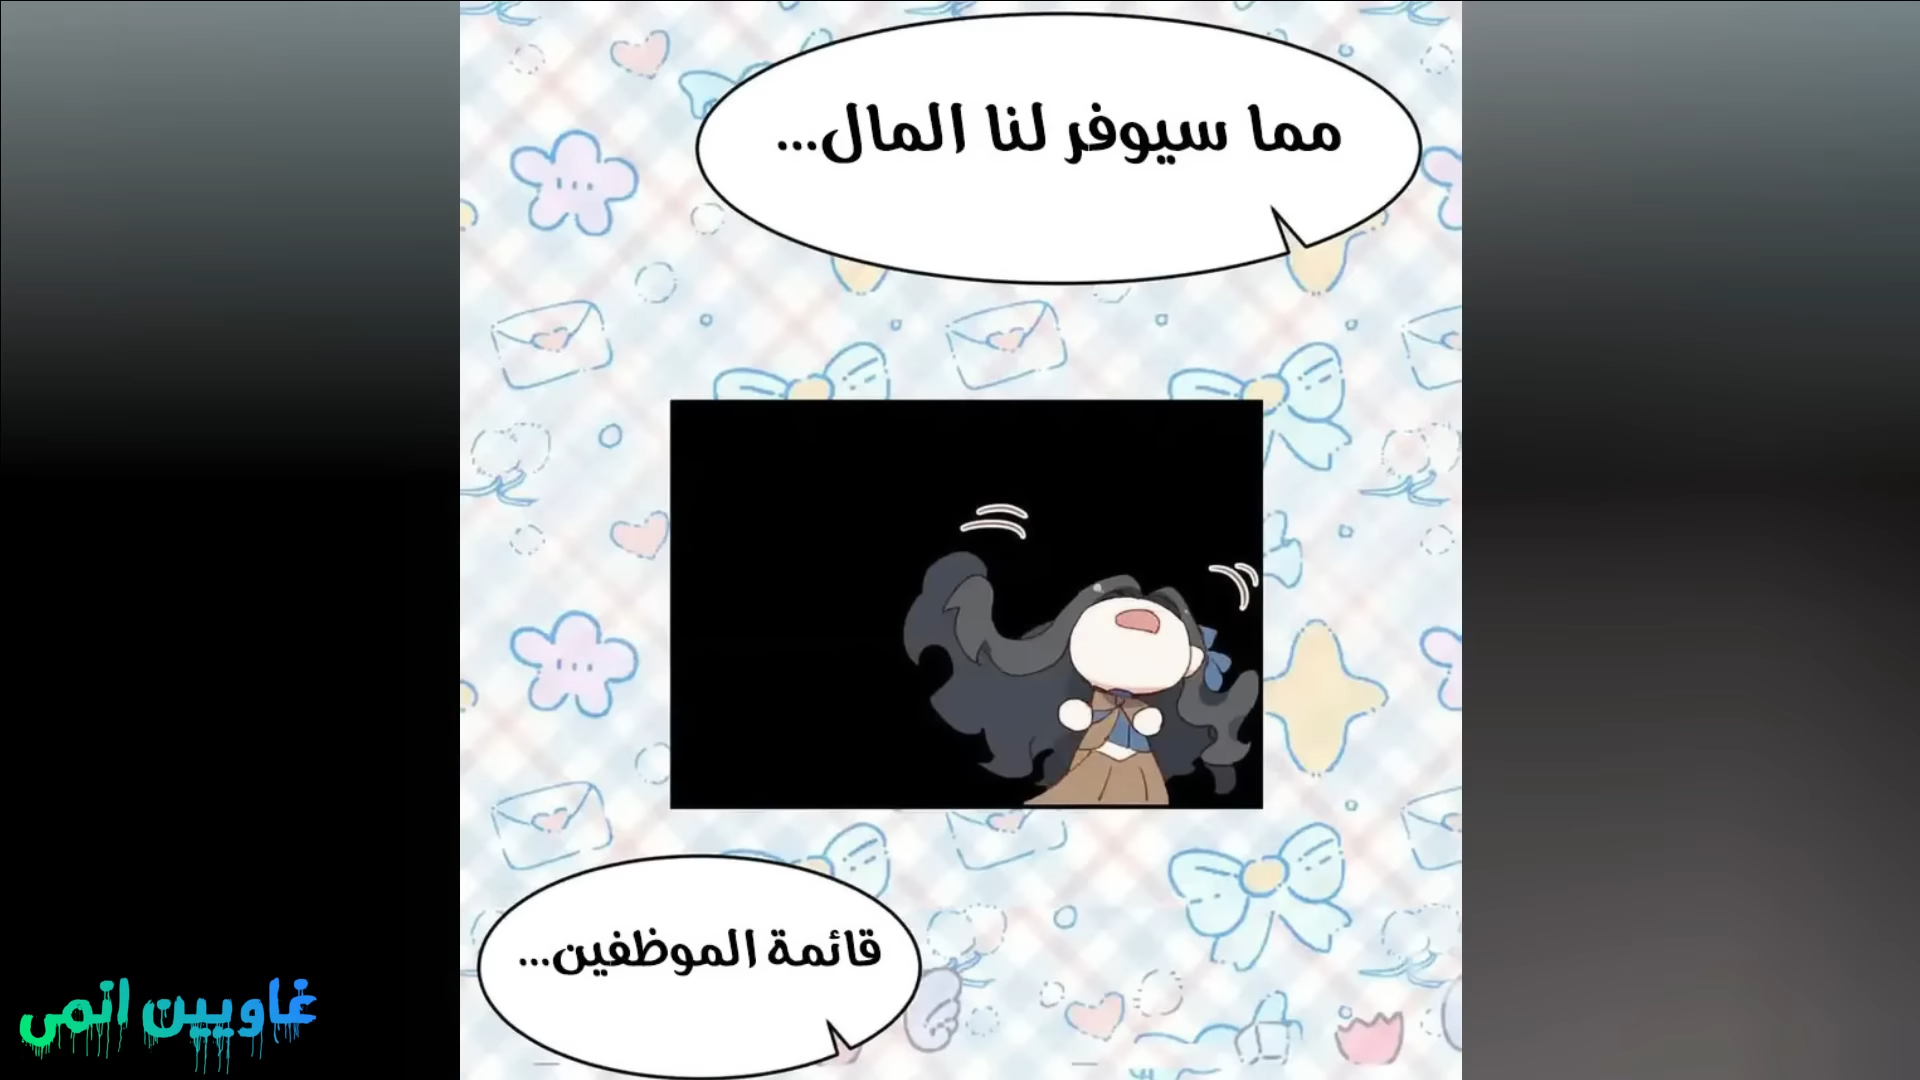 مما سيوفر لنا المال...
قائمة الموظفين...
غاويين انمي